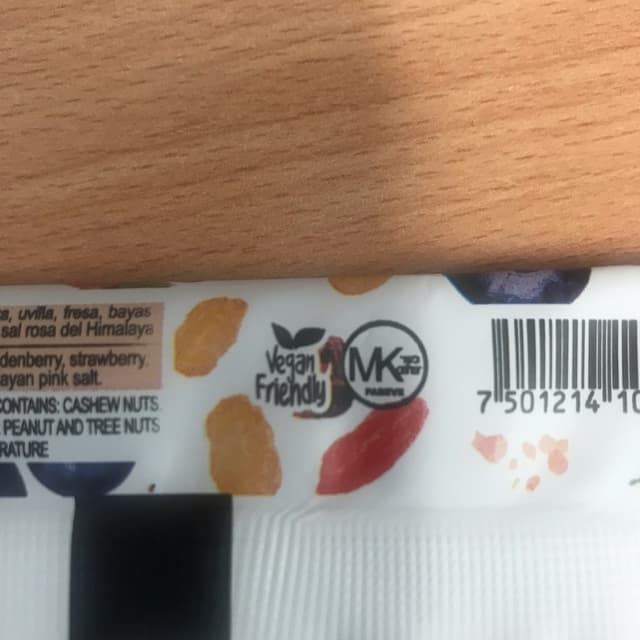 uvilla, fresa, bayas
sal rosa del Himalaya
denberry, strawberry.
ayan pink salt.
CONTAINS: CASHEW NUTS
PEANUT AND TREE NUTS
RATURE
Vegan
Friendly
MK
PAREVE
7 501214 10